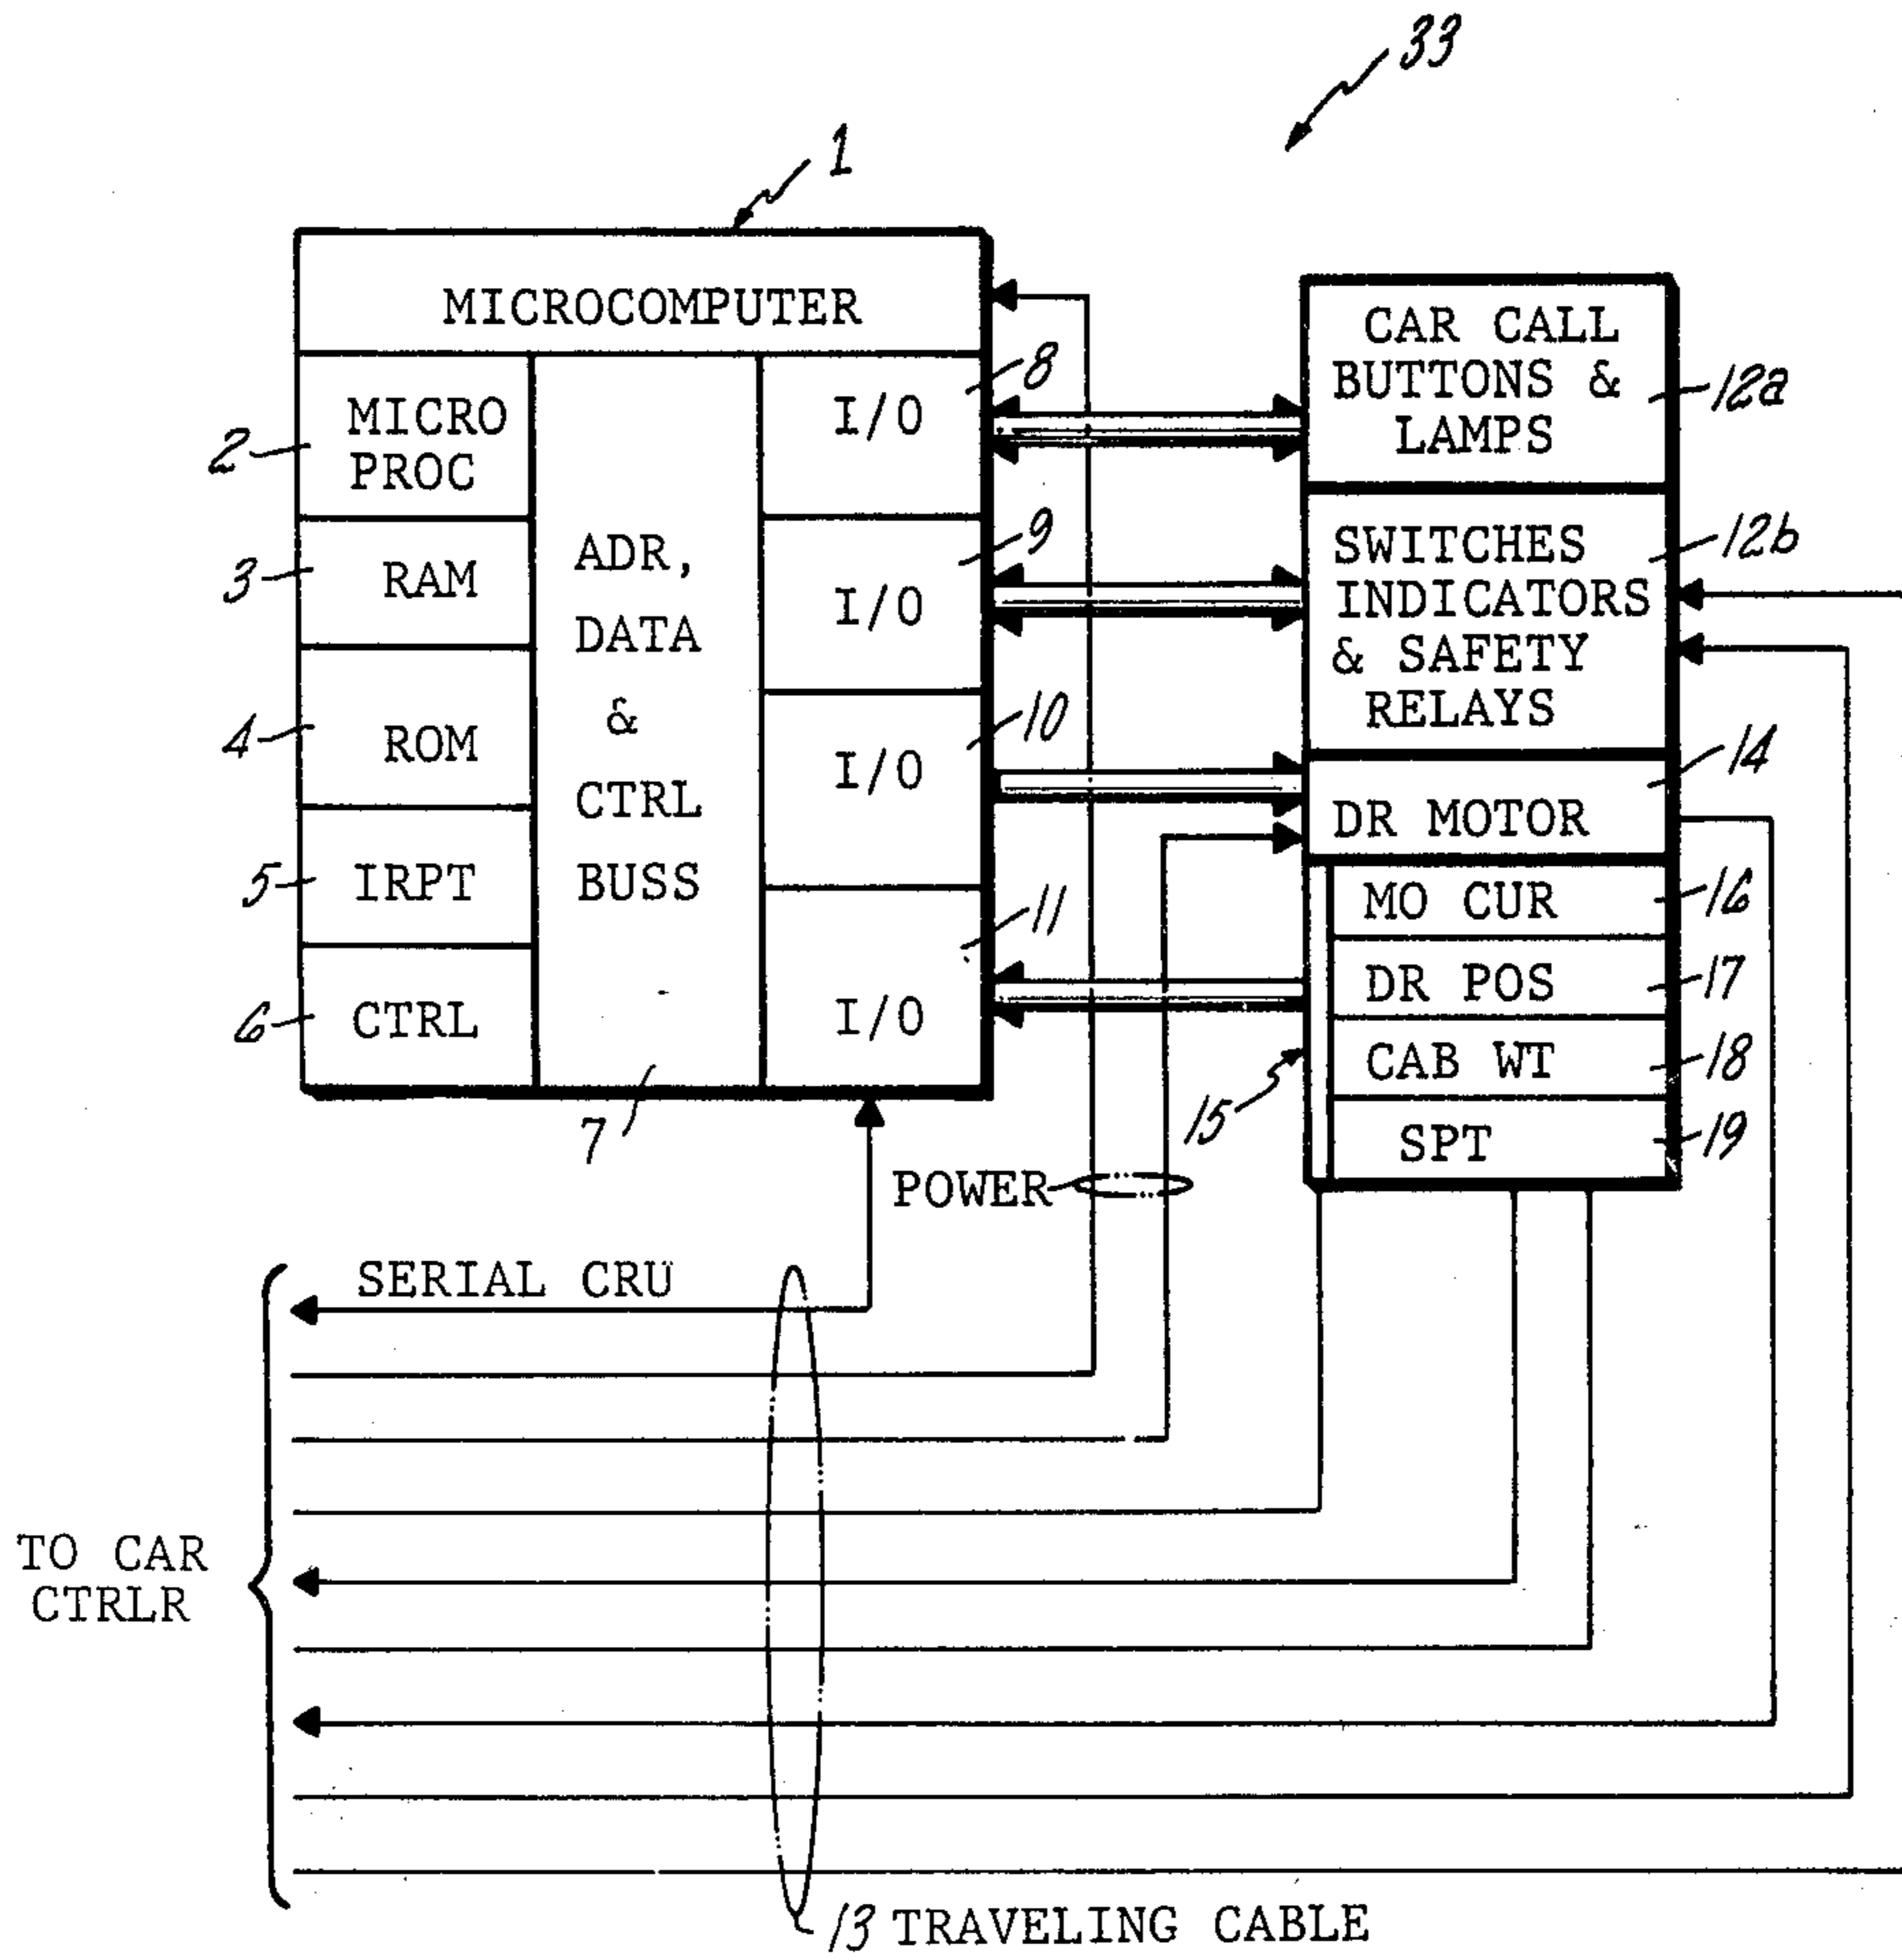 33
1
MICROCOMPUTER
8
CAR CALL
BUTTONS &
LAMPS
12a
2
MICRO
PROC
I/O
9
3
RAM
ADR,
DATA
&
CTRL
BUSS
I/O
SWITCHES
INDICATORS
& SAFETY
RELAYS
12b
10
4
ROM
I/O
14
DR MOTOR
5
IRPT
11
MO CUR
16
DR POS
17
6
CTRL
I/O
CAB WT
18
15
7
SPT
19
POWER
SERIAL CRU
TO CAR
CTRLR
13 TRAVELING CABLE